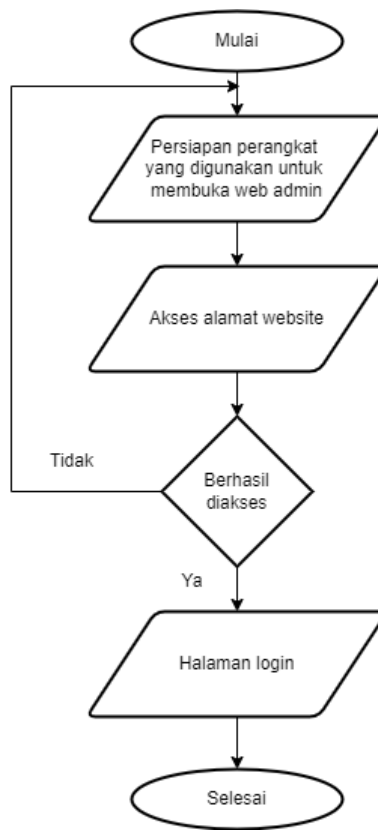 Mulai
Persiapan perangkat
yang digunakan untuk
membuka web admin
Akses alamat website
Berhasil
diakses
Tidak
Ya
Halaman login
Selesai